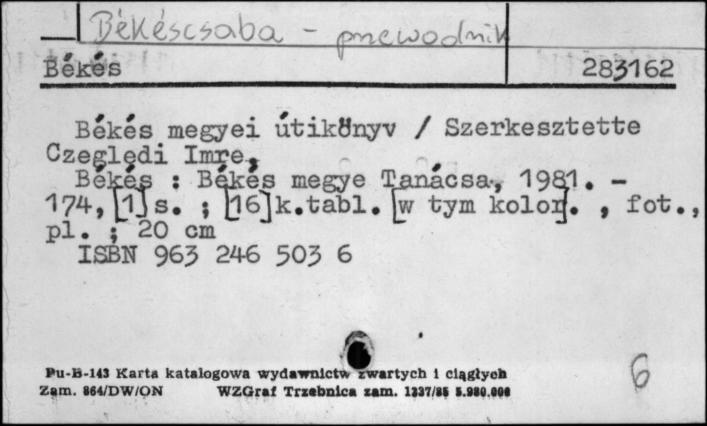 Békéscsaba - przewodnik
Békés 283162
Békés megyei útikönyv / Szerkesztette
Czeglédi Imre.
Békés : Békés megye Tanácsa, 1981. -
174, [1] s. ; [16] k.tabl. [w tym kolor]. , fot.,
pl. ; 20 cm
ISBN 963 246 503 6
Pu-B-143 Karta katalogowa wydawnictw zwartych i ciągłych
Zam. 864/DW/ON WZGraf Trzebnica zam. 1337/85 5.980.000
6